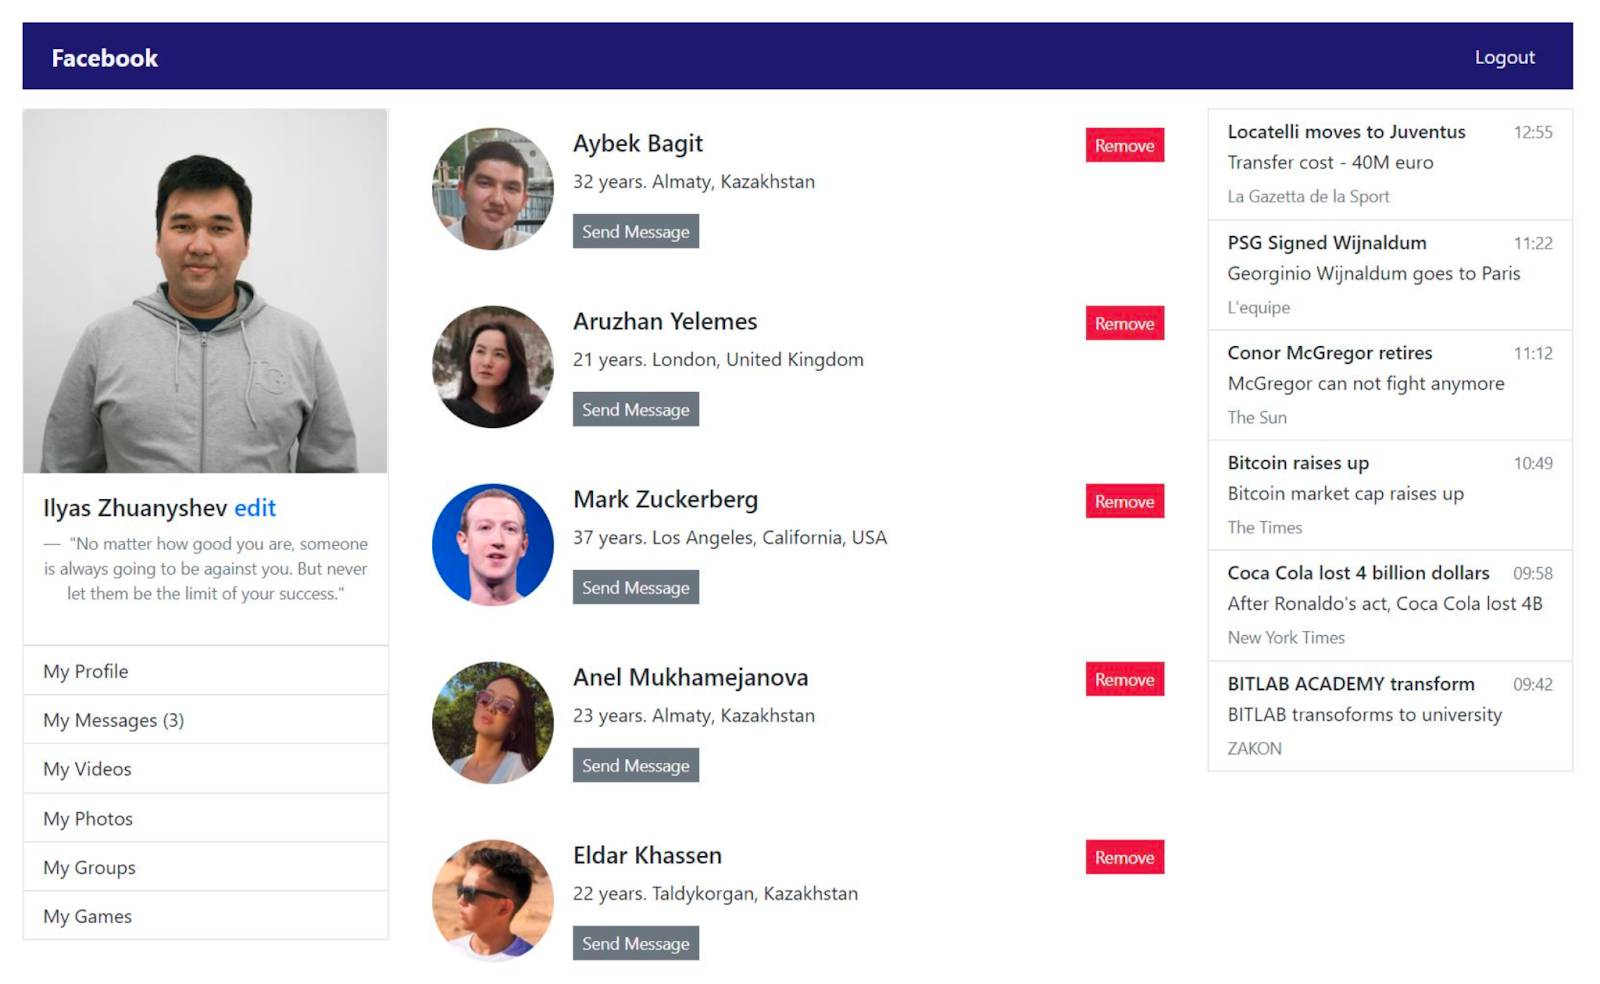 Facebook
Logout
Ilyas Zhuanyshev edit
— "No matter how good you are, someone
is always going to be against you. But never
let them be the limit of your success."
My Profile
My Messages (3)
My Videos
My Photos
My Groups
My Games
Aybek Bagit
Remove
32 years. Almaty, Kazakhstan
Send Message
Aruzhan Yelemes
Remove
21 years. London, United Kingdom
Send Message
Mark Zuckerberg
Remove
37 years. Los Angeles, California, USA
Send Message
Anel Mukhamejanova
Remove
23 years. Almaty, Kazakhstan
Send Message
Eldar Khassen
Remove
22 years. Taldykorgan, Kazakhstan
Send Message
Locatelli moves to Juventus 12:55
Transfer cost - 40M euro
La Gazetta de la Sport
PSG Signed Wijnaldum 11:22
Georginio Wijnaldum goes to Paris
L'equipe
Conor McGregor retires 11:12
McGregor can not fight anymore
The Sun
Bitcoin raises up 10:49
Bitcoin market cap raises up
The Times
Coca Cola lost 4 billion dollars 09:58
After Ronaldo's act, Coca Cola lost 4B
New York Times
BITLAB ACADEMY transform 09:42
BITLAB transoforms to university
ZAKON